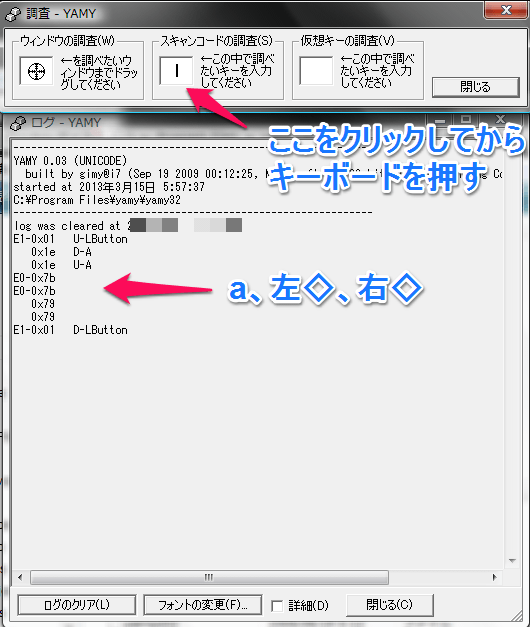 調査 - YAMY
ウィンドウの調査(W)
←を調べたいウ
ィンドウまでドラッ
グしてください
スキャンコードの調査(S)
←この中で調べ
たいキーを入力
してください
仮想キーの調査(V)
←この中で調べ
たいキーを入力
してください
閉じる
ここをクリックしてから
キーボードを押す
ログ - YAMY
YAMY 0.03 (UNICODE)
built by gimy@i7 (Sep 19 2009 00:12:25,
started at 2013年3月15日 5:57:37
C:¥Program Files¥yamy¥yamy32
log was cleared at
E1-0x01 U-LButton
0x1e D-A
0x1e U-A
E0-0x7b
E0-0x7b
0x79
0x79
E1-0x01 D-LButton
a、左◇、右◇
ログのクリア(L)
フォントの変更(F)...
詳細(D)
閉じる(C)